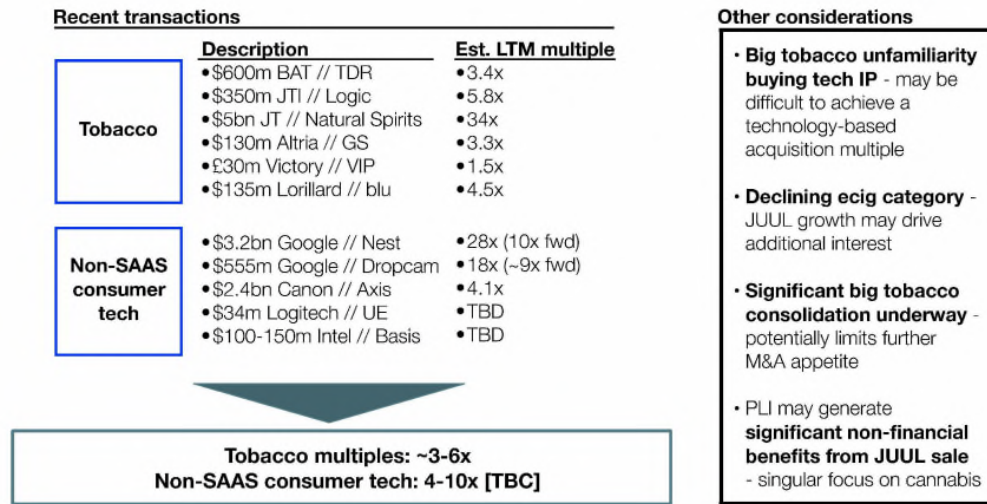 Recent transactions
Description
Est. LTM multiple
Tobacco
•$600m BAT // TDR
•3.4x
•$350m JTI // Logic
•5.8x
•$5bn JT // Natural Spirits
•34x
•$130m Altria // GS
•3.3x
•£30m Victory // VIP
•1.5x
•$135m Lorillard // blu
•4.5x
Non-SAAS
consumer
tech
•$3.2bn Google // Nest
•28x (10x fwd)
•$555m Google // Dropcam
•18x (~9x fwd)
•$2.4bn Canon // Axis
•4.1x
•$34m Logitech // UE
•TBD
•$100-150m Intel // Basis
•TBD
Tobacco multiples: ~3-6x
Non-SAAS consumer tech: 4-10x [TBC]
Other considerations
• Big tobacco unfamiliarity
buying tech IP - may be
difficult to achieve a
technology-based
acquisition multiple
• Declining ecig category -
JUUL growth may drive
additional interest
• Significant big tobacco
consolidation underway -
potentially limits further
M&A appetite
• PLI may generate
significant non-financial
benefits from JUUL sale
- singular focus on cannabis